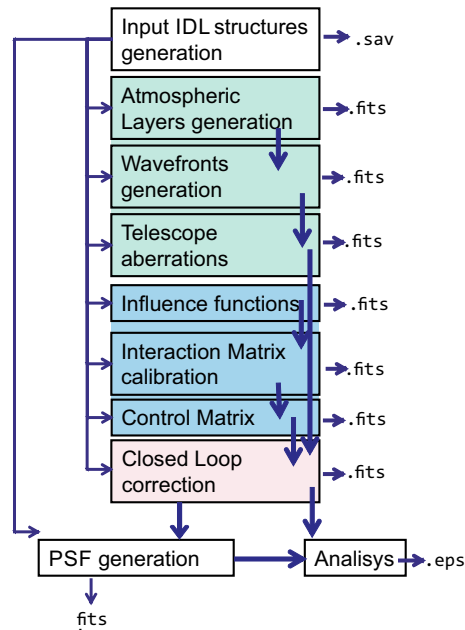 Input IDL structures
generation
.sav
Atmospheric
Layers generation
.fits
Wavefronts
generation
.fits
Telescope
aberrations
.fits
Influence functions
.fits
Interaction Matrix
calibration
.fits
Control Matrix
.fits
Closed Loop
correction
.fits
PSF generation
Analisys
.eps
fits